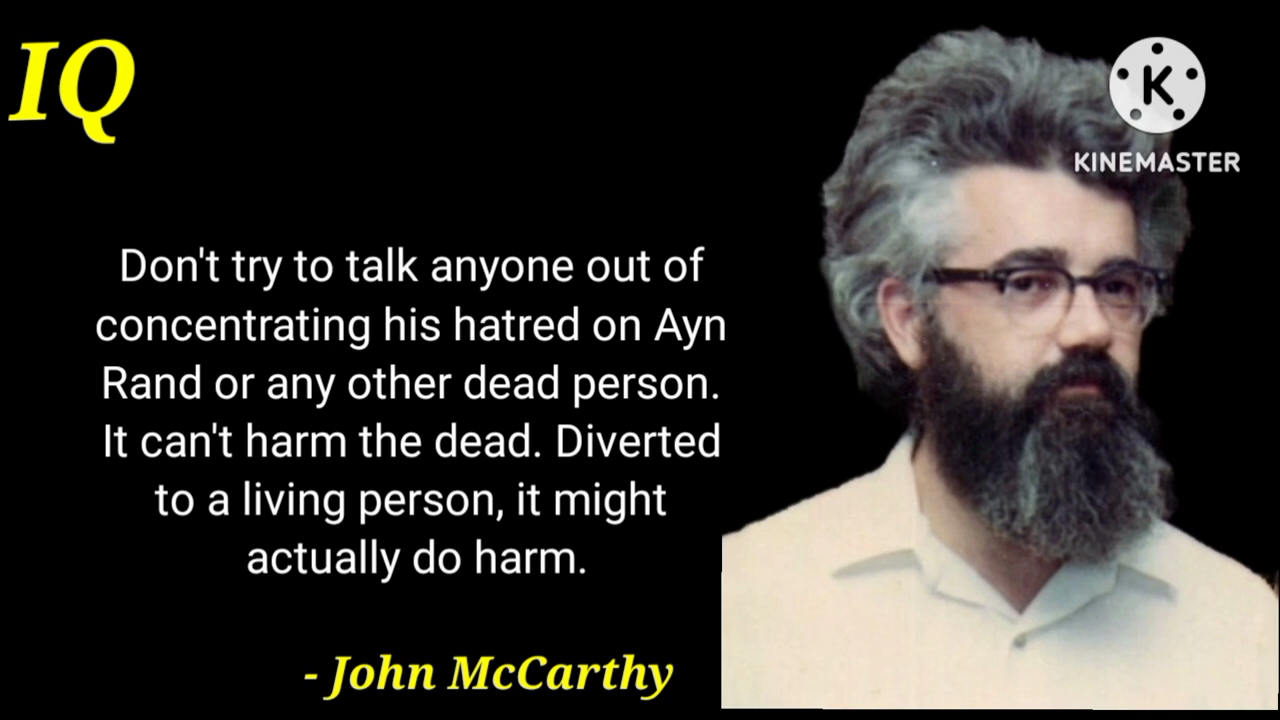 IQ
K
KINEMASTER
Don't try to talk anyone out of
concentrating his hatred on Ayn
Rand or any other dead person.
It can't harm the dead. Diverted
to a living person, it might
actually do harm.
- John McCarthy